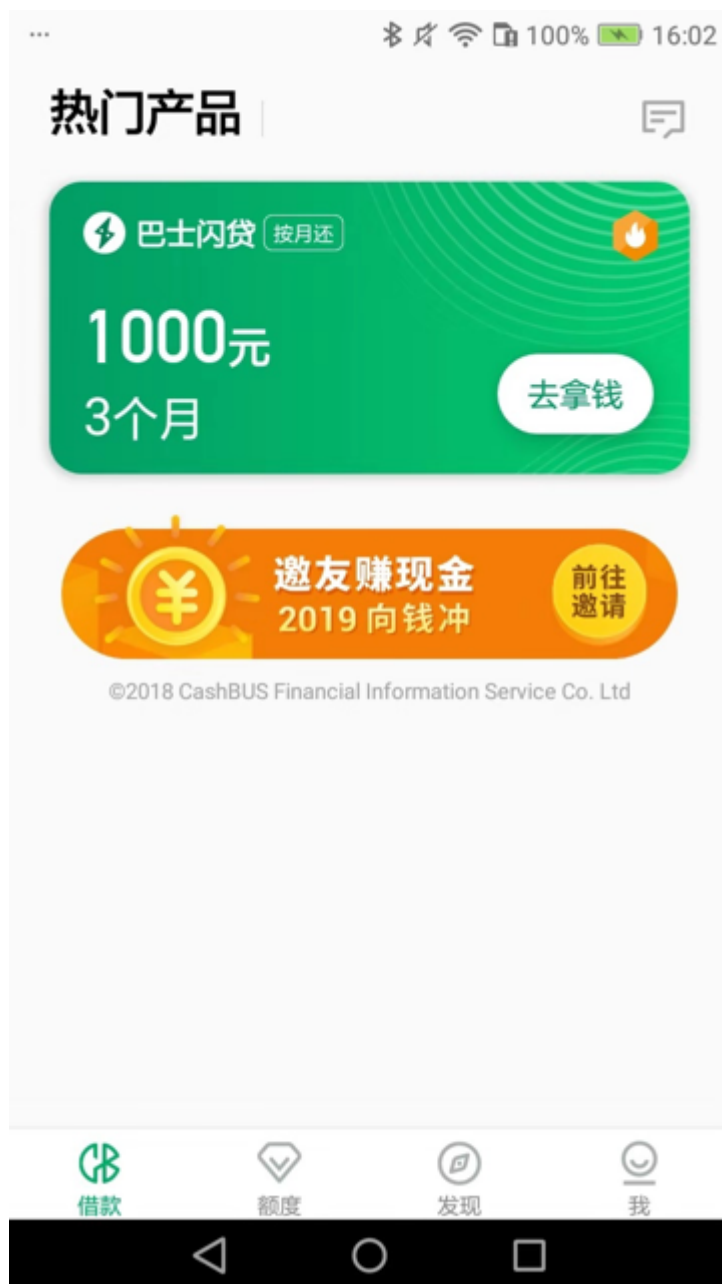 ... 100% 16:02
热门产品
巴士闪贷 按月还
1000元
3个月
去拿钱
邀友赚现金
2019 向钱冲
前往
邀请
©2018 CashBUS Financial Information Service Co. Ltd
借款 额度 发现 我